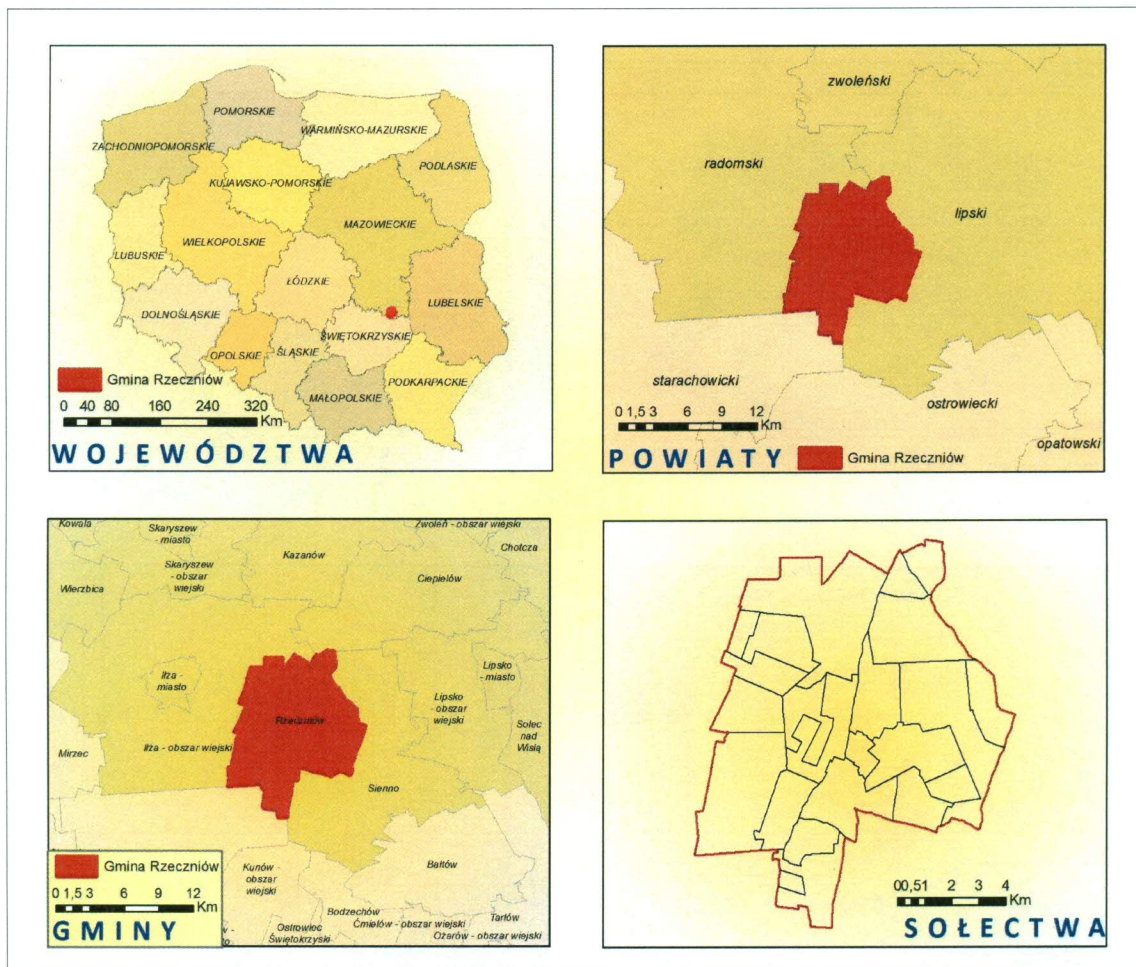 POMORSKIE
WARMIŃSKO-MAZURSKIE
ZACHODNIOPOMORSKIE
PODLASKIE
KUJAWSKO-POMORSKIE
MAZOWIECKIE
WIELKOPOLSKIE
LUBUSKIE
ŁÓDZKIE
LUBELSKIE
DOLNOŚLĄSKIE
ŚWIĘTOKRZYSKIE
OPOLSKIE
ŚLĄSKIE
PODKARPACKIE
MAŁOPOLSKIE
Gmina Rzeczniów
0 40 80 160 240 320
Km
WOJEWÓDZTWA
zwoleński
radomski
lipski
starachowicki
ostrowiecki
opatowski
0 1,5 3 6 9 12
Km
POWIATY
Gmina Rzeczniów
Kowala
Skaryszew
- miasto
Zwoleń - obszar wiejski
Kazanów
Chotcza
Skaryszew
- obszar
wiejski
Wierzbica
Ciepielów
Iłża -
miasto
Lipsko
- miasto
Rzeczniów
Lipsko -
obszar
wiejski
Solec
nad
Wisłą
Mirzec
Iłża - obszar wiejski
Sienno
Gmina Rzeczniów
Kunów -
obszar
wiejski
Bałtów
0 1,5 3 6 9 12
Km
Bodzechów
Ćmielów - obszar wiejski
Tarłów
Ostrowiec
Świętokrzyski
Ożarów - obszar wiejski
GMINY
00,51 2 3 4
Km
SOŁECTWA